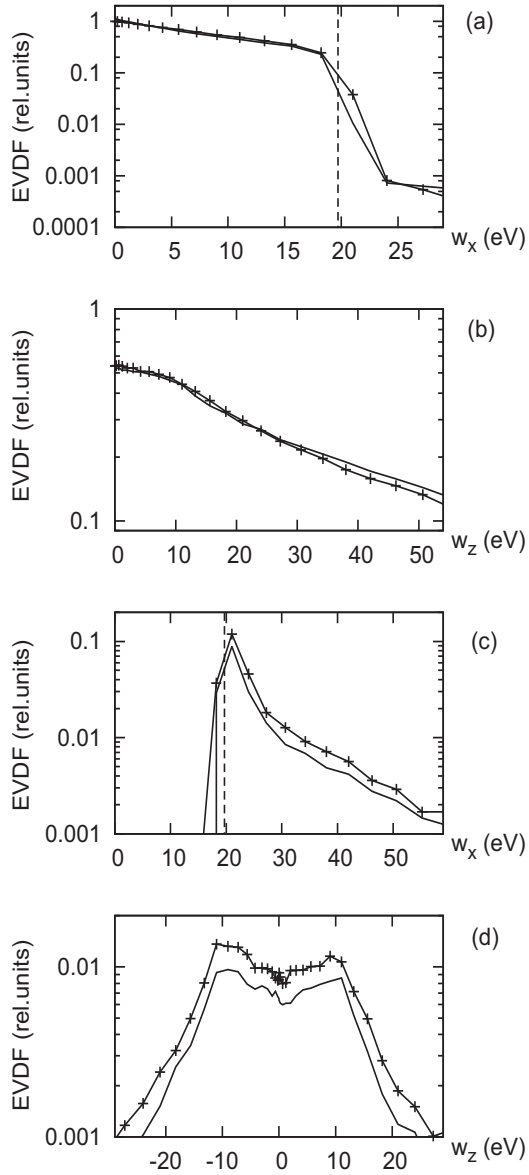 (a)
EVDF (rel.units)
1
0.1
0.01
0.001
0.0001
0 5 10 15 20 25 w_x (eV)
(b)
EVDF (rel.units)
1
0.1
0 10 20 30 40 50 w_z (eV)
(c)
EVDF (rel.units)
0.1
0.01
0.001
0 10 20 30 40 50 w_x (eV)
(d)
EVDF (rel.units)
0.01
0.001
-20 -10 0 10 20 w_z (eV)